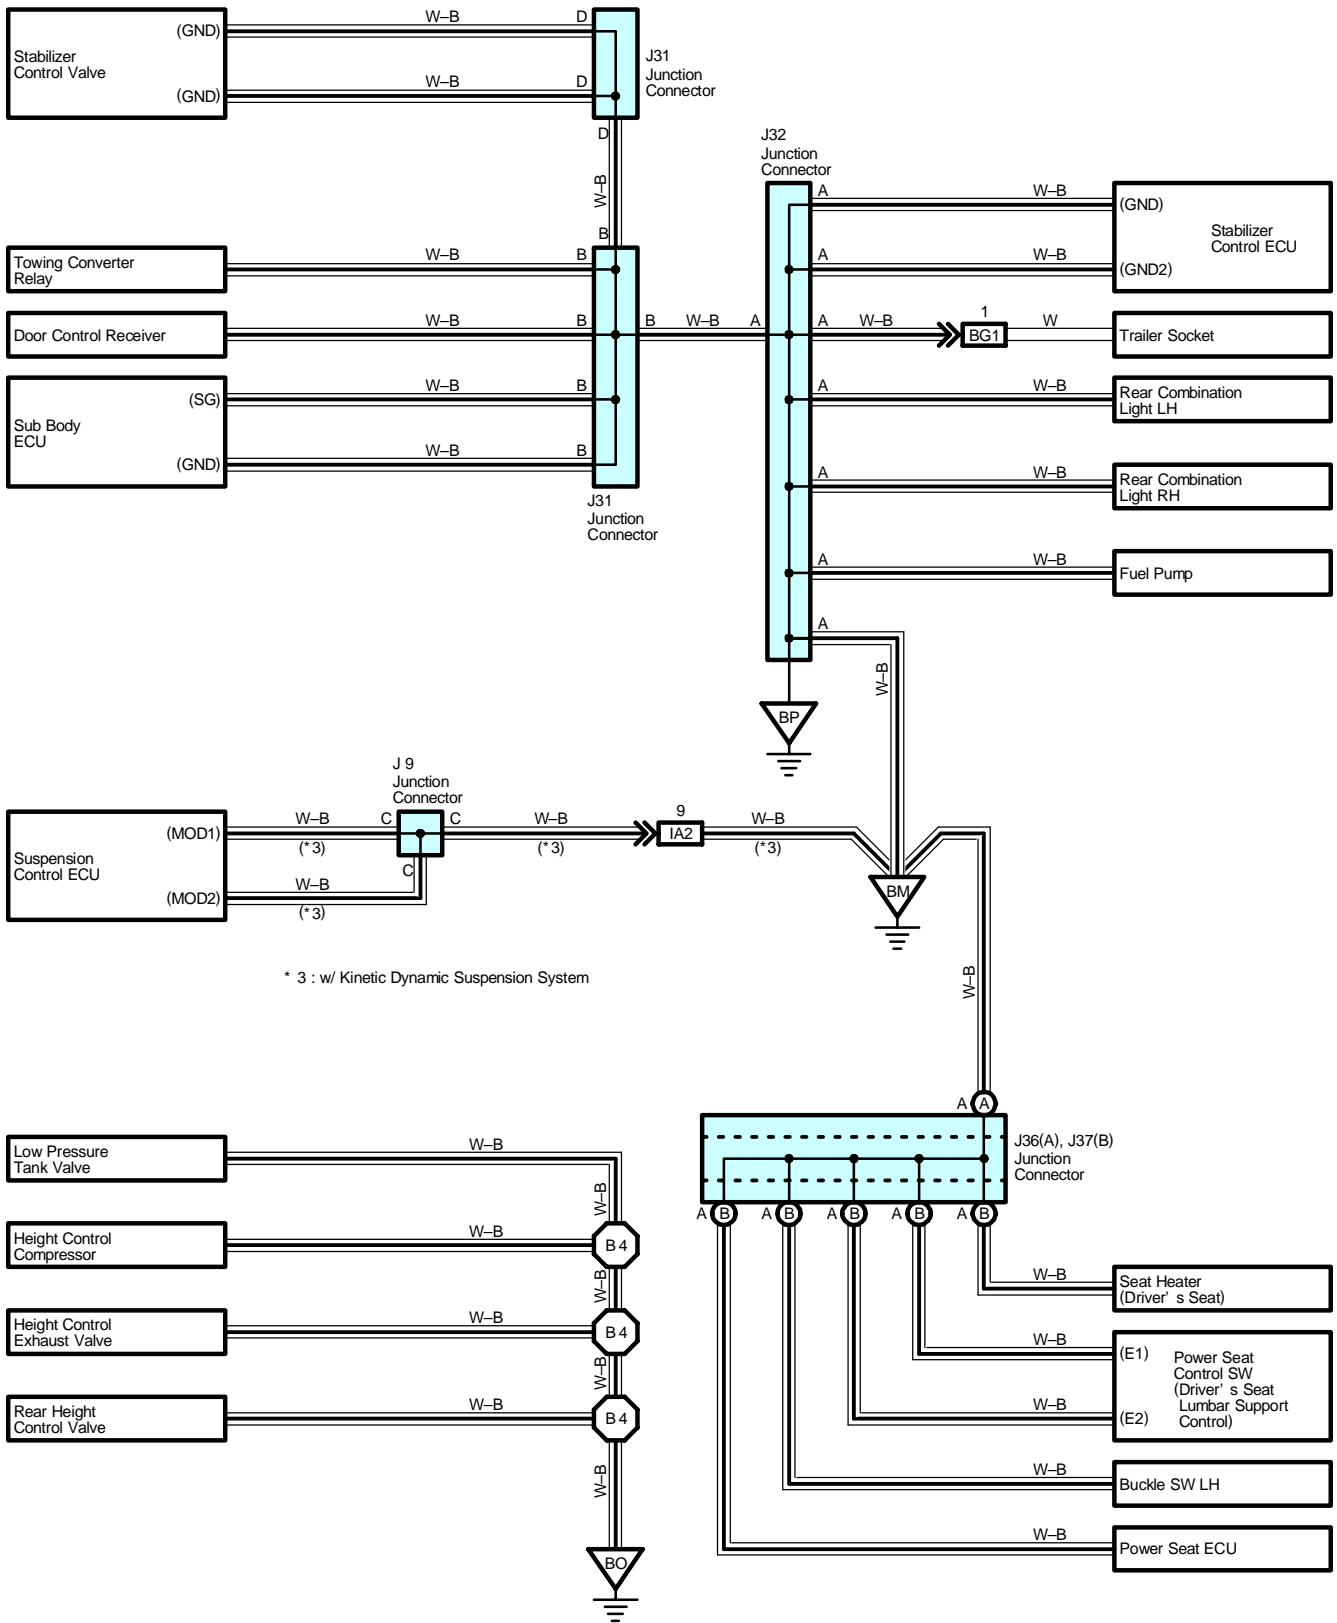 W–B
D
(GND)
Stabilizer
Control Valve
W–B
D
(GND)
J31
Junction
Connector
D
W–B
B
J32
Junction
Connector
A
W–B
(GND)
Stabilizer
Control ECU
A
W–B
(GND2)
Towing Converter
Relay
W–B
B
Door Control Receiver
W–B
B
B
W–B
A
A
W–B
1
BG1
W
Trailer Socket
Sub Body
ECU
(SG)
W–B
B
(GND)
W–B
B
J31
Junction
Connector
A
W–B
Rear Combination
Light LH
A
W–B
Rear Combination
Light RH
A
W–B
Fuel Pump
A
W–B
BP
J 9
Junction
Connector
Suspension
Control ECU
(MOD1)
W–B
(*3)
C
C
W–B
(*3)
9
IA2
W–B
(*3)
(MOD2)
W–B
(*3)
C
BM
* 3 : w/ Kinetic Dynamic Suspension System
W–B
A
A
J36(A), J37(B)
Junction
Connector
A
B
A
B
A
B
A
B
A
B
Low Pressure
Tank Valve
W–B
W–B
Height Control
Compressor
W–B
B 4
W–B
Height Control
Exhaust Valve
W–B
B 4
W–B
Rear Height
Control Valve
W–B
B 4
W–B
BO
W–B
Seat Heater
(Driver' s Seat)
W–B
(E1)
Power Seat
Control SW
(Driver' s Seat
Lumbar Support
Control)
W–B
(E2)
W–B
Buckle SW LH
W–B
Power Seat ECU